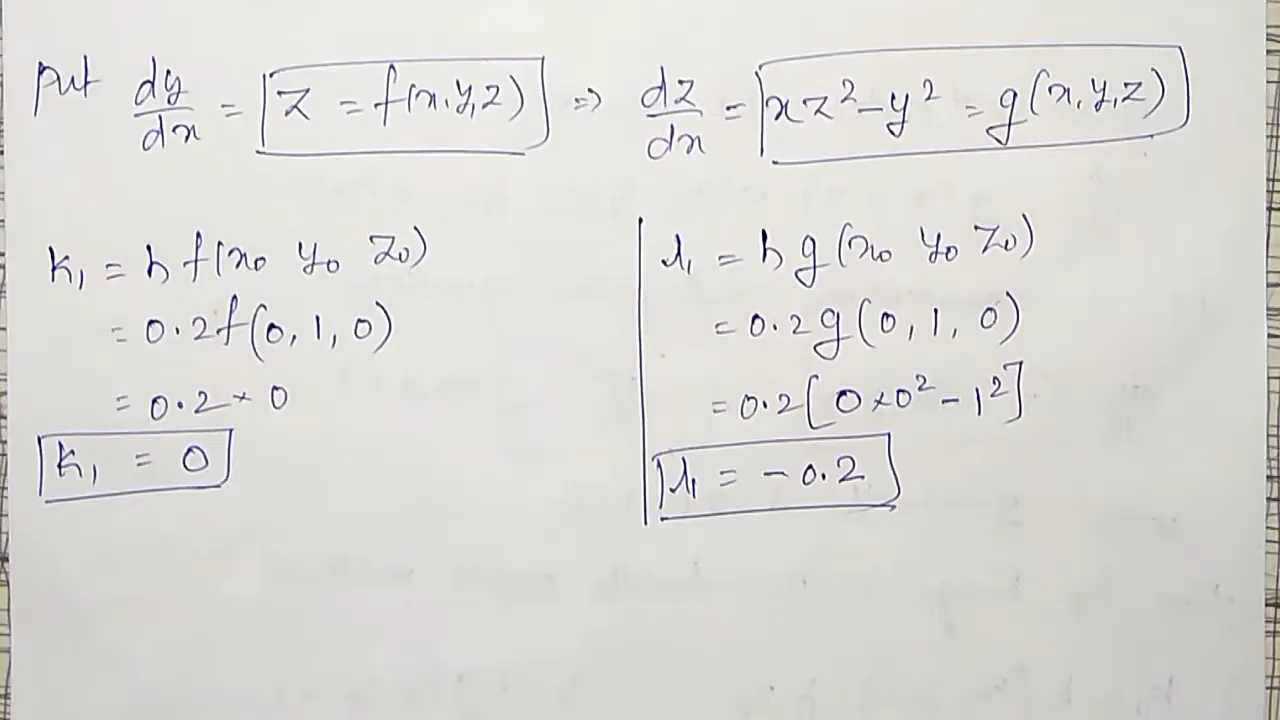 Put dy/dx = z = f(x,y,z) ⇒ dz/dx = xz² - y² = g(x,y,z)
k₁ = h f(x₀ y₀ z₀)
= 0.2 f(0, 1, 0)
= 0.2 × 0
k₁ = 0
l₁ = h g(x₀ y₀ z₀)
= 0.2 g(0, 1, 0)
= 0.2 [0 × 0² - 1²]
l₁ = -0.2